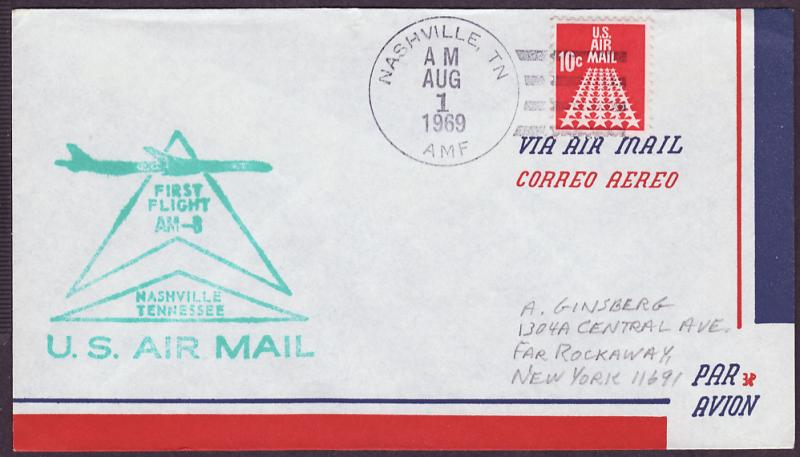 NASHVILLE, TN
AM
AUG
1
1969
AMF
U.S.
AIR
10c MAIL
VIA AIR MAIL
CORREO AEREO
FIRST
FLIGHT
AM-8
NASHVILLE
TENNESSEE
U.S. AIR MAIL
A. GINSBERG
1304A CENTRAL AVE.
FAR ROCKAWAY,
NEW YORK 11691
PAR
AVION